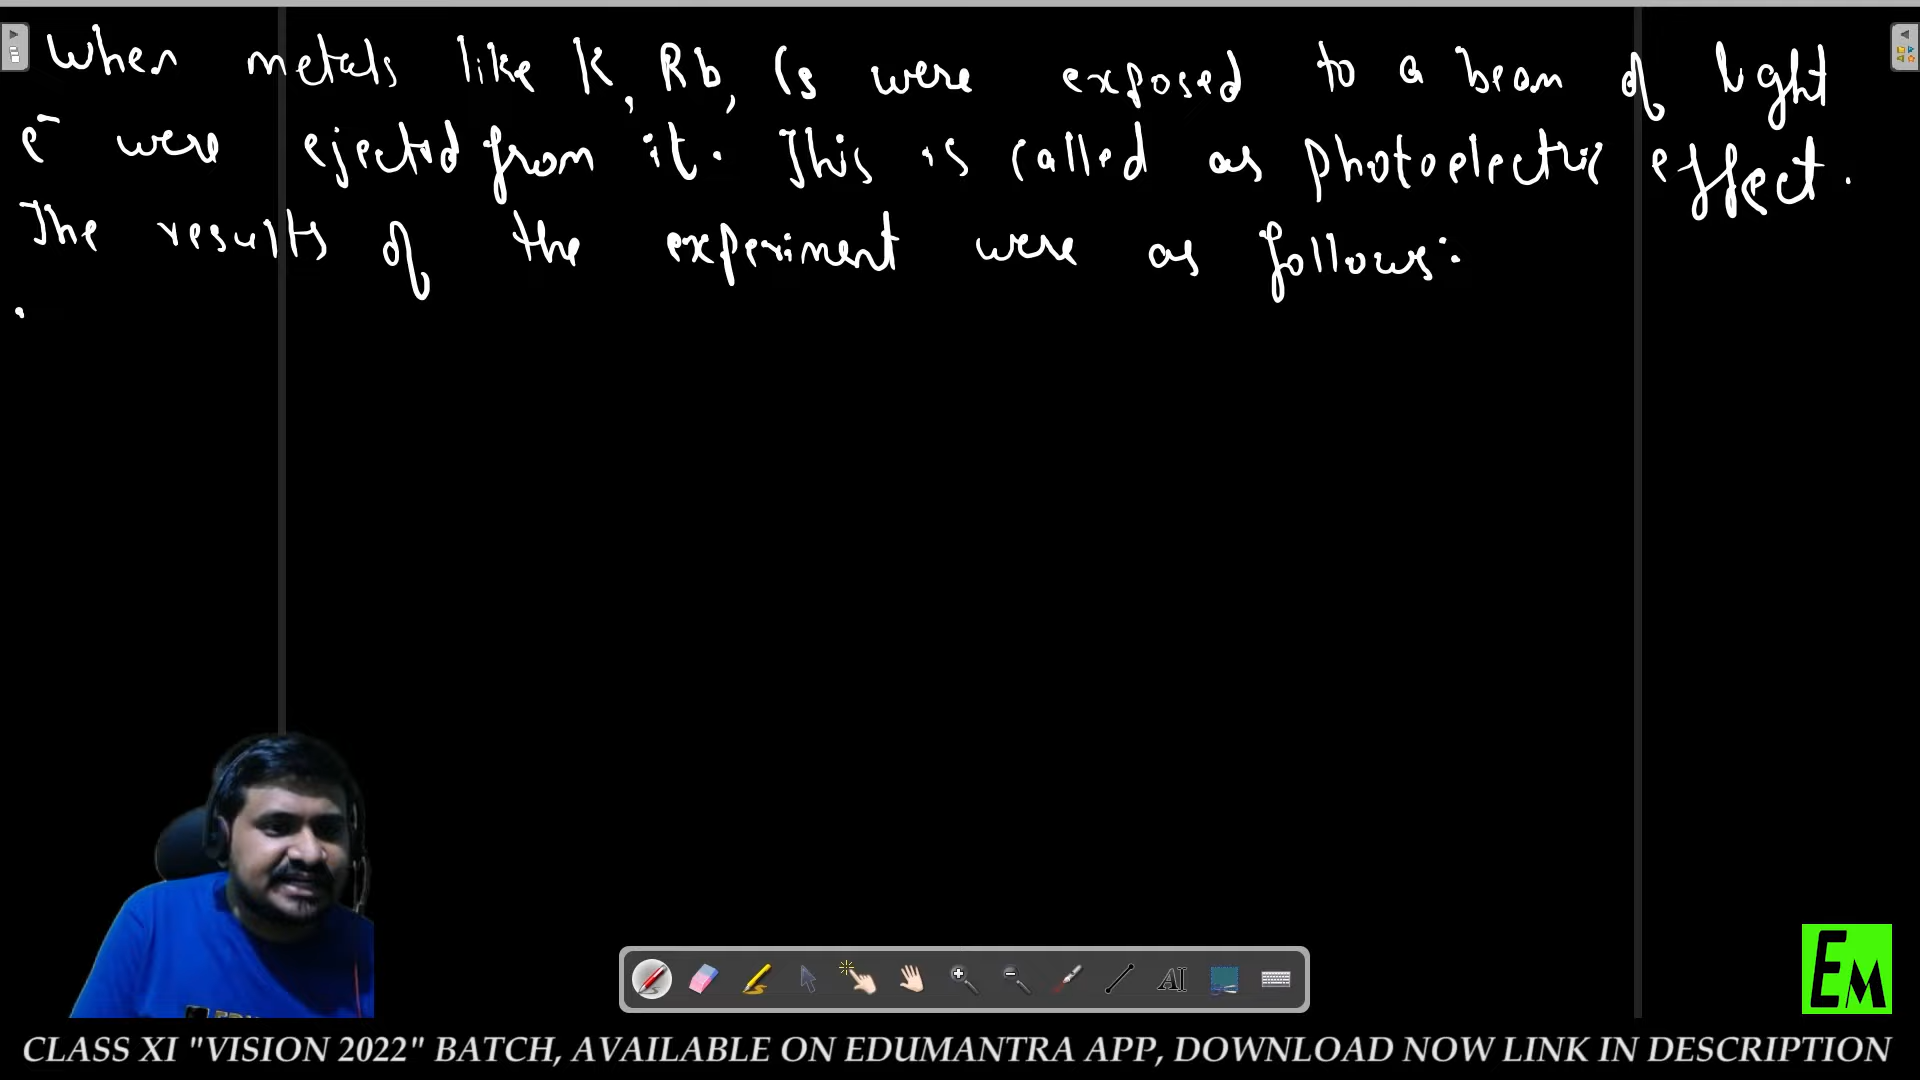 When metals like K, Rb, Cs were exposed to a beam of light
e⁻ were ejected from it. This is called as photoelectric effect.
The results of the experiment were as follows:
.
AI
EM
CLASS XI "VISION 2022" BATCH, AVAILABLE ON EDUMANTRA APP, DOWNLOAD NOW LINK IN DESCRIPTION